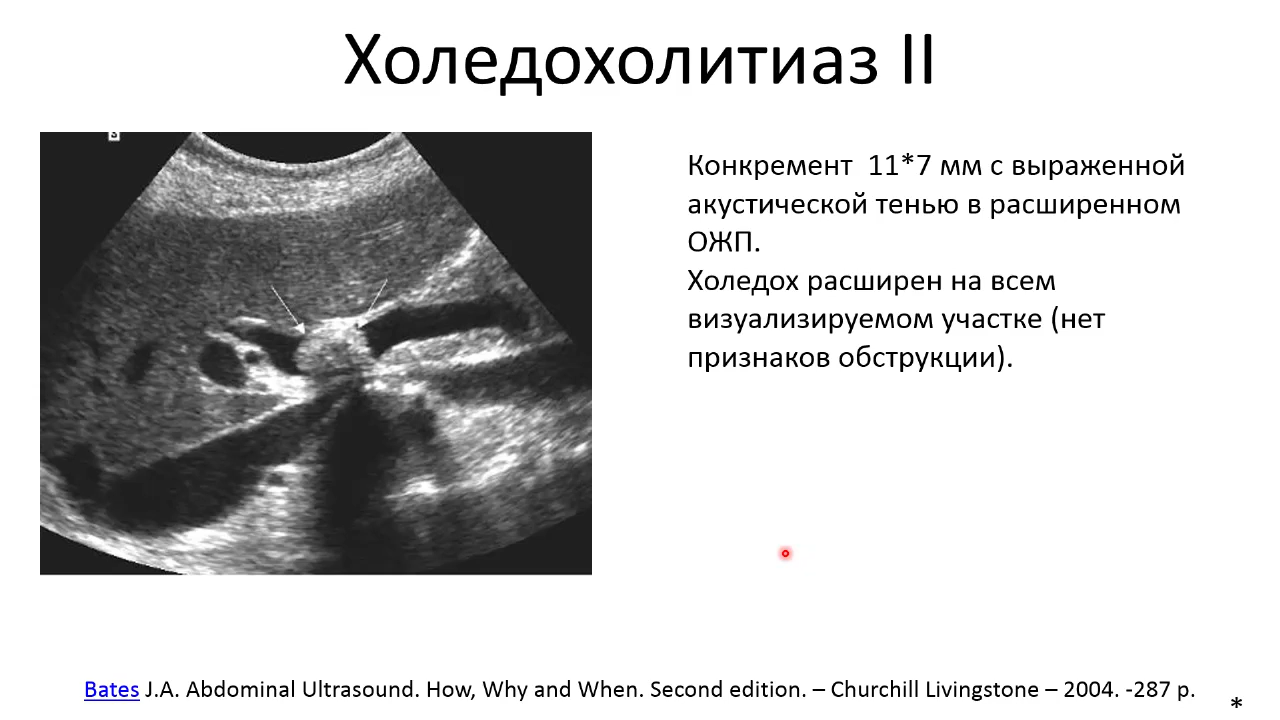 Холедохолитиаз II
Конкремент 11*7 мм с выраженной
акустической тенью в расширенном
ОЖП.
Холедох расширен на всем
визуализируемом участке (нет
признаков обструкции).
Bates J.A. Abdominal Ultrasound. How, Why and When. Second edition. – Churchill Livingstone – 2004. -287 p.
*